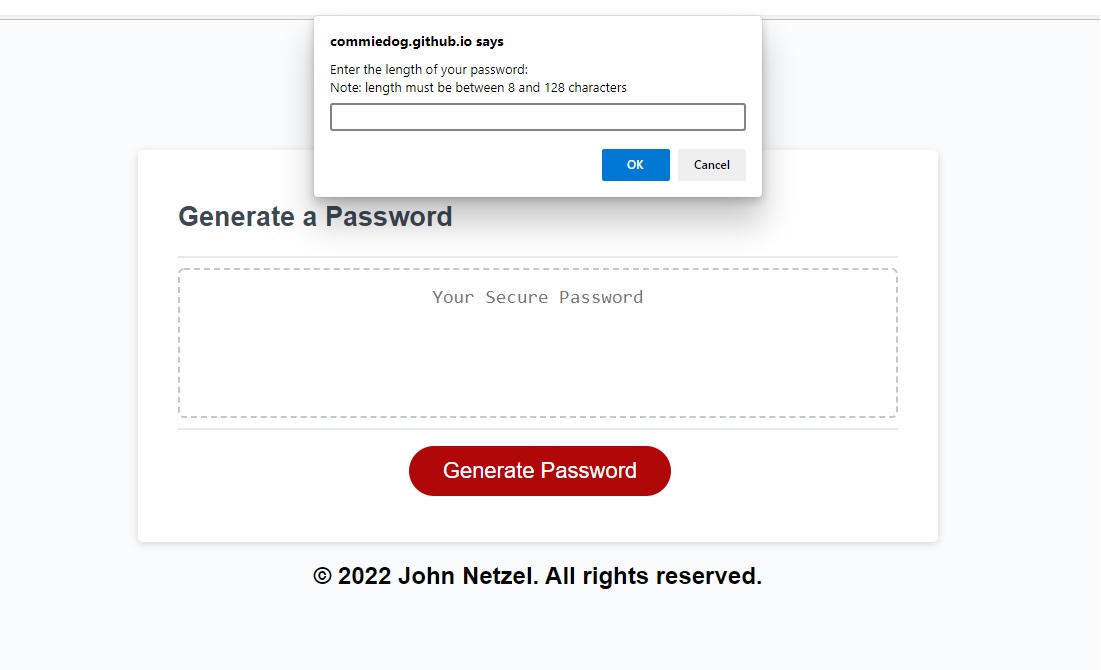 commiedog.github.io says
Enter the length of your password:
Note: length must be between 8 and 128 characters
OK
Cancel
Generate a Password
Your Secure Password
Generate Password
© 2022 John Netzel. All rights reserved.